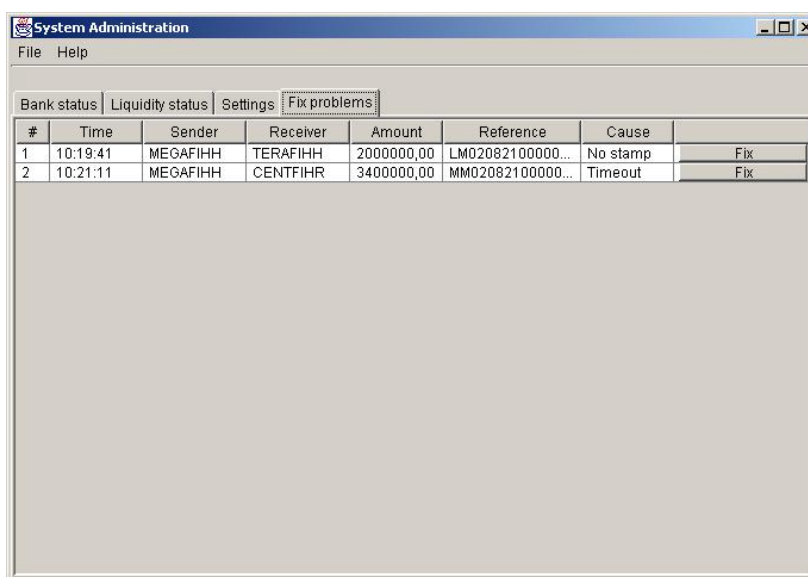 System Administration
File Help
Bank status Liquidity status Settings Fix problems
# Time Sender Receiver Amount Reference Cause
1 10:19:41 MEGAFIHH TERAFIHH 2000000,00 LM02082100000... No stamp Fix
2 10:21:11 MEGAFIHH CENTFIHR 3400000,00 MM02082100000... Timeout Fix